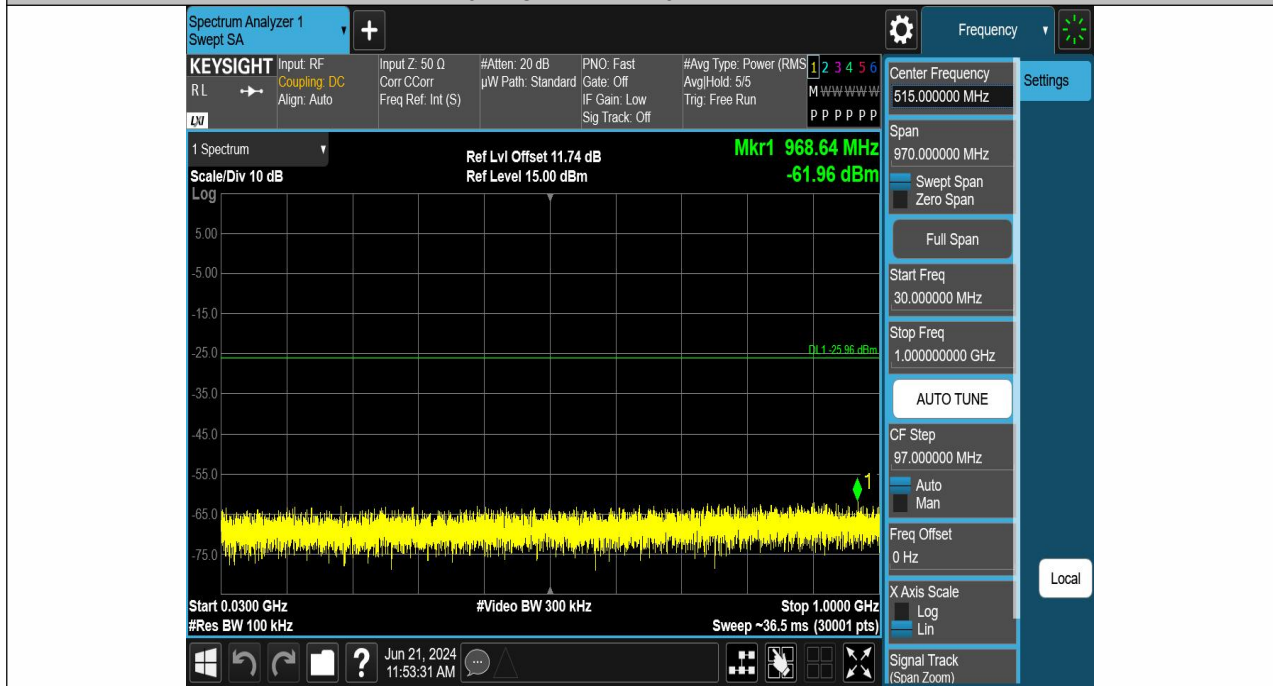 Spectrum Analyzer 1
Swept SA
+
Frequency
KEYSIGHT
RL
LXI
Input: RF
Coupling: DC
Align: Auto
Input Z: 50 Ω
Corr CCorr
Freq Ref: Int (S)
#Atten: 20 dB
µW Path: Standard
PNO: Fast
Gate: Off
IF Gain: Low
Sig Track: Off
#Avg Type: Power (RMS
Avg|Hold: 5/5
Trig: Free Run
1 2 3 4 5 6
M W W W W W
P P P P P P
1 Spectrum
Scale/Div 10 dB
Log
Ref Lvl Offset 11.74 dB
Ref Level 15.00 dBm
Mkr1 968.64 MHz
-61.96 dBm
5.00
-5.00
-15.0
-25.0
DL1 -25.96 dBm
-35.0
-45.0
-55.0
1
-65.0
-75.0
Start 0.0300 GHz
#Res BW 100 kHz
#Video BW 300 kHz
Stop 1.0000 GHz
Sweep ~36.5 ms (30001 pts)
Center Frequency
515.000000 MHz
Settings
Span
970.000000 MHz
Swept Span
Zero Span
Full Span
Start Freq
30.000000 MHz
Stop Freq
1.000000000 GHz
AUTO TUNE
CF Step
97.000000 MHz
Auto
Man
Freq Offset
0 Hz
X Axis Scale
Log
Lin
Local
Signal Track
(Span Zoom)
?
Jun 21, 2024
11:53:31 AM